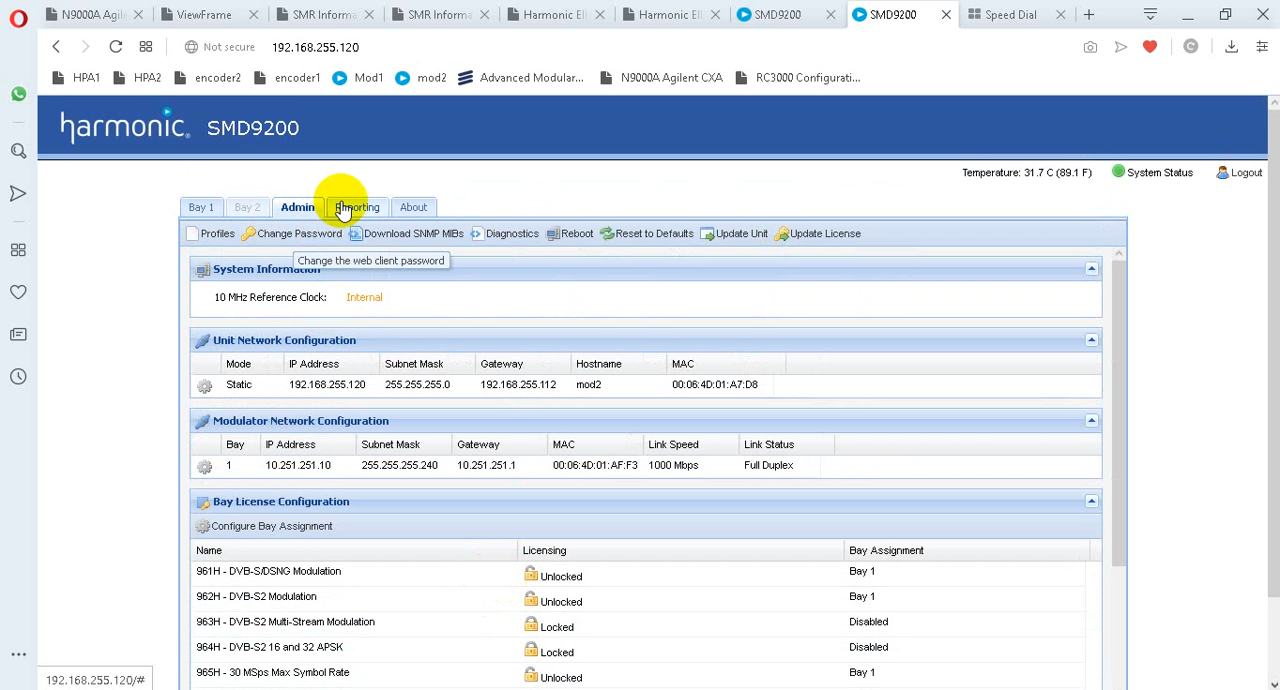 N9000A Agil
ViewFrame
SMR Informa
SMR Informa
Harmonic Ell
Harmonic Ell
SMD9200
SMD9200
Speed Dial
Not secure
192.168.255.120
HPA1
HPA2
encoder2
encoder1
Mod1
mod2
Advanced Modular...
N9000A Agilent CXA
RC3000 Configurati...
harmonic SMD9200
Temperature: 31.7 C (89.1 F)
System Status
Logout
Bay 1
Bay 2
Admin
Reporting
About
Profiles
Change Password
Download SNMP MIBs
Diagnostics
Reboot
Reset to Defaults
Update Unit
Update License
Change the web client password
System Information
10 MHz Reference Clock: Internal
Unit Network Configuration
Mode IP Address Subnet Mask Gateway Hostname MAC
Static 192.168.255.120 255.255.255.0 192.168.255.112 mod2 00:06:4D:01:A7:D8
Modulator Network Configuration
Bay IP Address Subnet Mask Gateway MAC Link Speed Link Status
1 10.251.251.10 255.255.255.240 10.251.251.1 00:06:4D:01:AF:F3 1000 Mbps Full Duplex
Bay License Configuration
Configure Bay Assignment
Name Licensing Bay Assignment
961H - DVB-S/DSNG Modulation Unlocked Bay 1
962H - DVB-S2 Modulation Unlocked Bay 1
963H - DVB-S2 Multi-Stream Modulation Locked Disabled
964H - DVB-S2 16 and 32 APSK Locked Disabled
965H - 30 MSps Max Symbol Rate Unlocked Bay 1
192.168.255.120/#